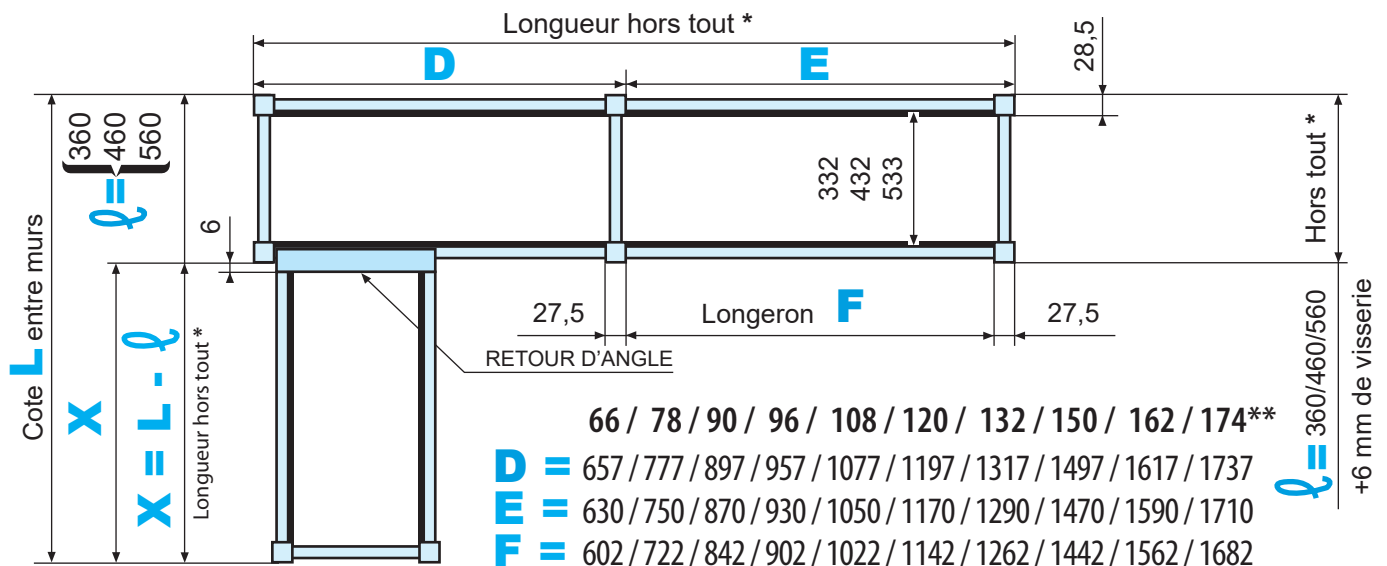 Longueur hors tout *
D
E
28,5
360
460
560
ℓ =
6
332
432
533
Hors tout *
Cote L entre murs
X
X = L - ℓ
Longueur hors tout *
27,5
Longeron F
27,5
RETOUR D'ANGLE
ℓ = 360/460/560
+6 mm de visserie
66 / 78 / 90 / 96 / 108 / 120 / 132 / 150 / 162 / 174**
D = 657 / 777 / 897 / 957 / 1077 / 1197 / 1317 / 1497 / 1617 / 1737
E = 630 / 750 / 870 / 930 / 1050 / 1170 / 1290 / 1470 / 1590 / 1710
F = 602 / 722 / 842 / 902 / 1022 / 1142 / 1262 / 1442 / 1562 / 1682